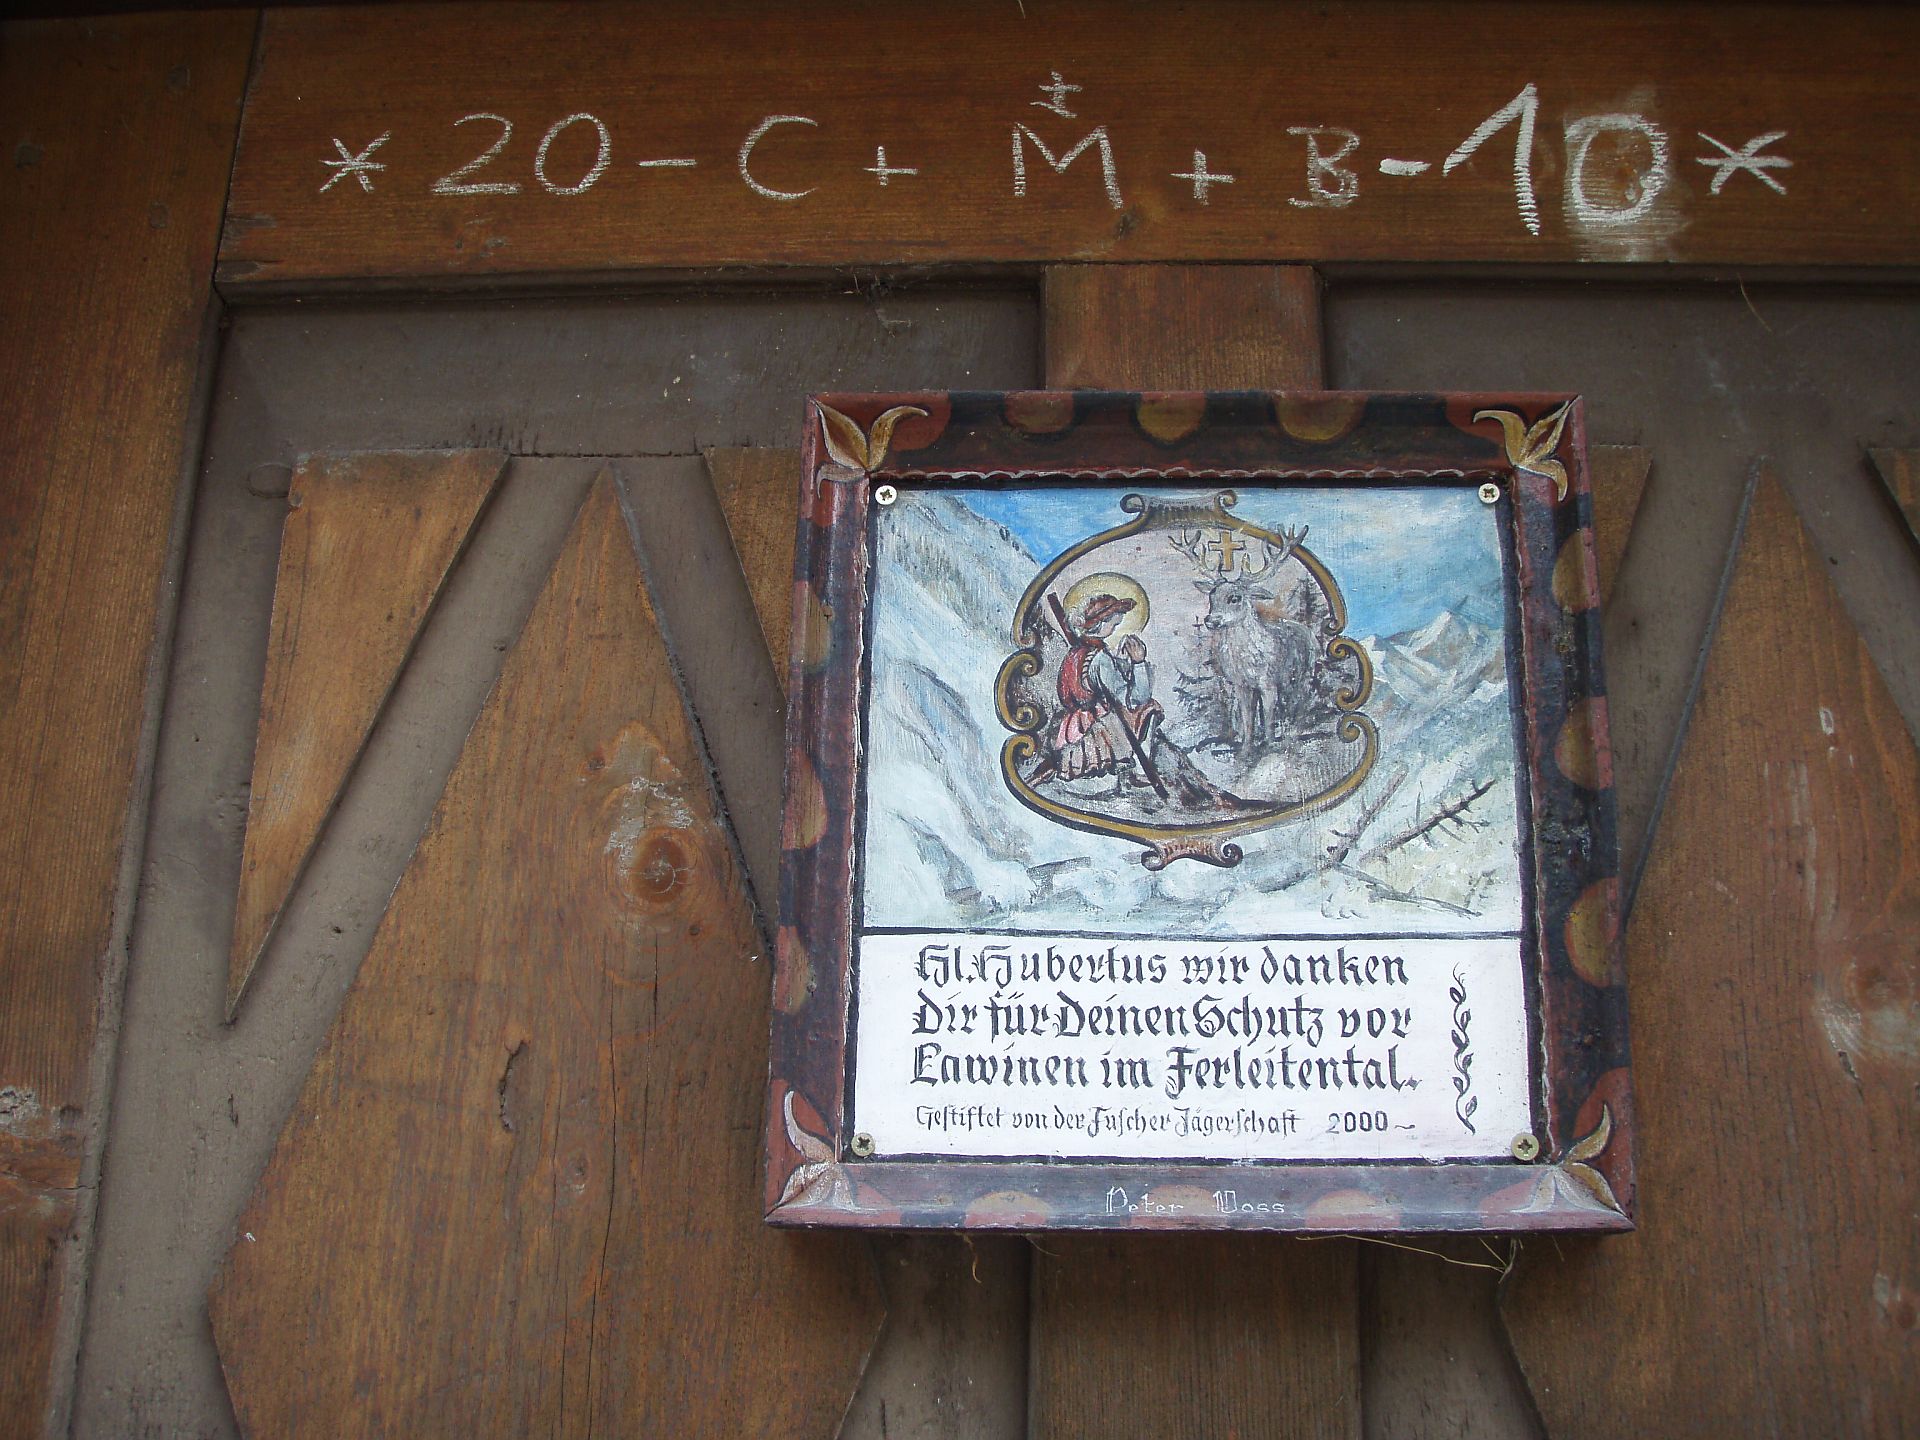 * 20 - C + M + B - 10 *
Hl. Hubertus wir danken
Dir für Deinen Schutz vor
Lawinen im Ferleitental.
Gestiftet von der Fuscher Jägerschaft 2000 ~
Peter Voss